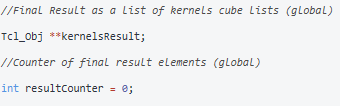 //Final Result as a list of kernels cube lists (global)
Tcl_Obj **kernelsResult;
//Counter of final result elements (global)
int resultCounter = 0;